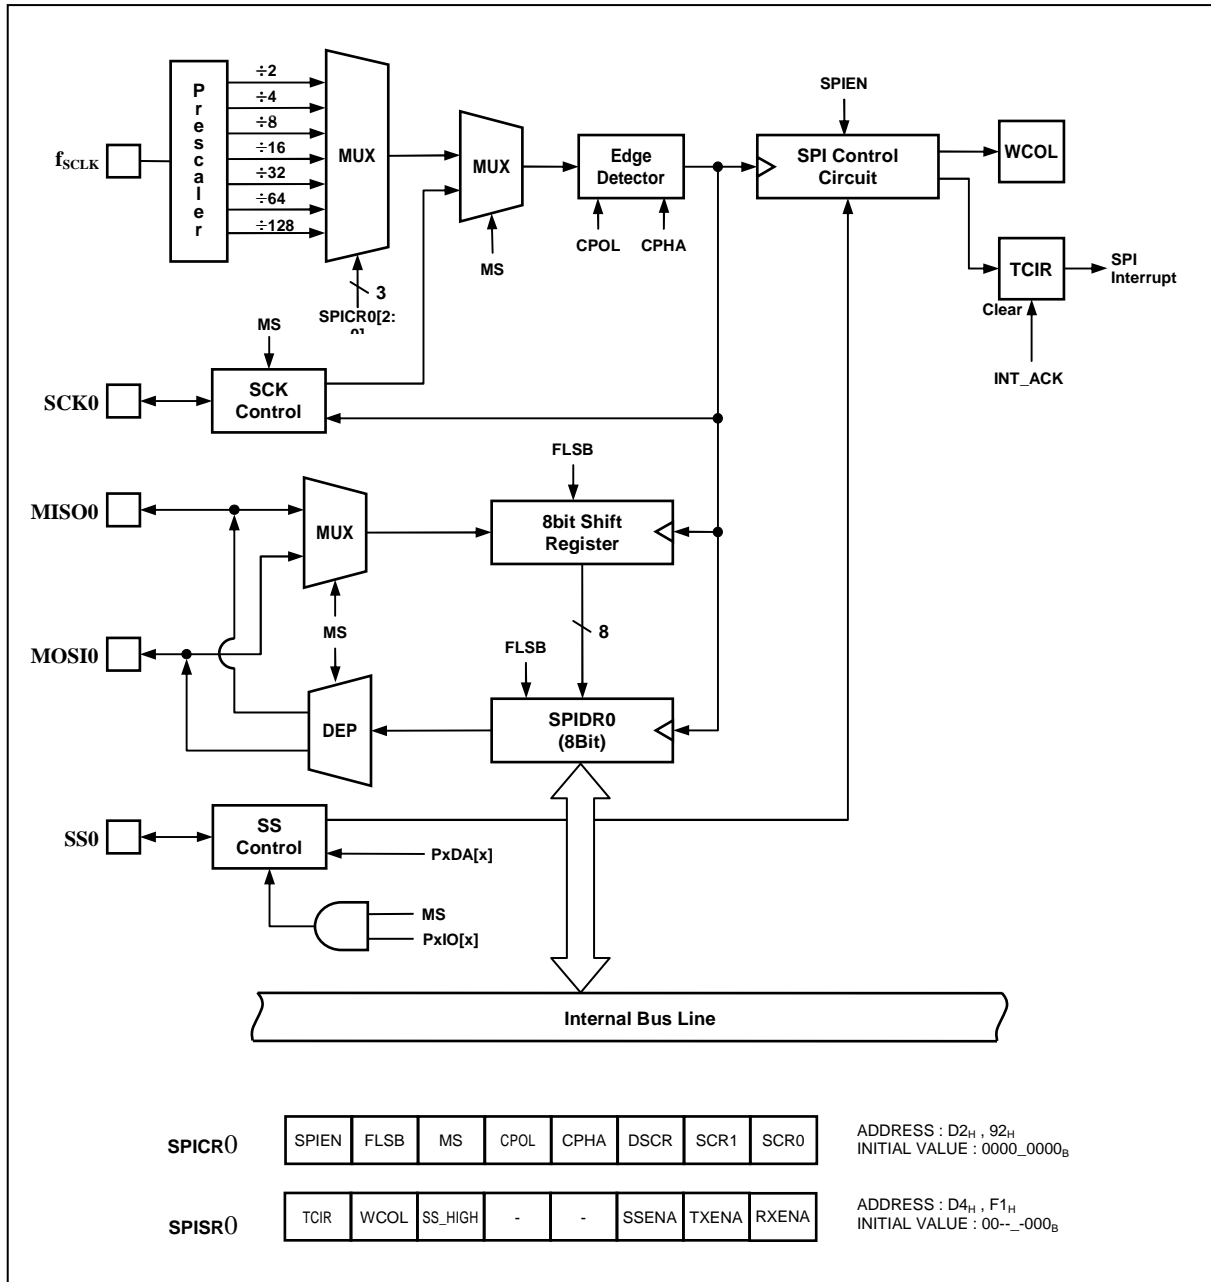 fSCLK
Prescaler
÷2
÷4
÷8
÷16
÷32
÷64
÷128
MUX
3
SPICR0[2:
0]
MUX
MS
Edge
Detector
CPOL
CPHA
SPIEN
SPI Control
Circuit
WCOL
TCIR
SPI
Interrupt
Clear
INT_ACK
MS
SCK0
SCK
Control
FLSB
MISO0
MUX
8bit Shift
Register
MS
8
MOSI0
FLSB
DEP
SPIDR0
(8Bit)
SS0
SS
Control
PxDA[x]
MS
PxIO[x]
Internal Bus Line
SPICR0
SPIEN FLSB MS CPOL CPHA DSCR SCR1 SCR0
ADDRESS : D2H , 92H
INITIAL VALUE : 0000_0000B
SPISR0
TCIR WCOL SS_HIGH - - SSENA TXENA RXENA
ADDRESS : D4H , F1H
INITIAL VALUE : 00--_-000B